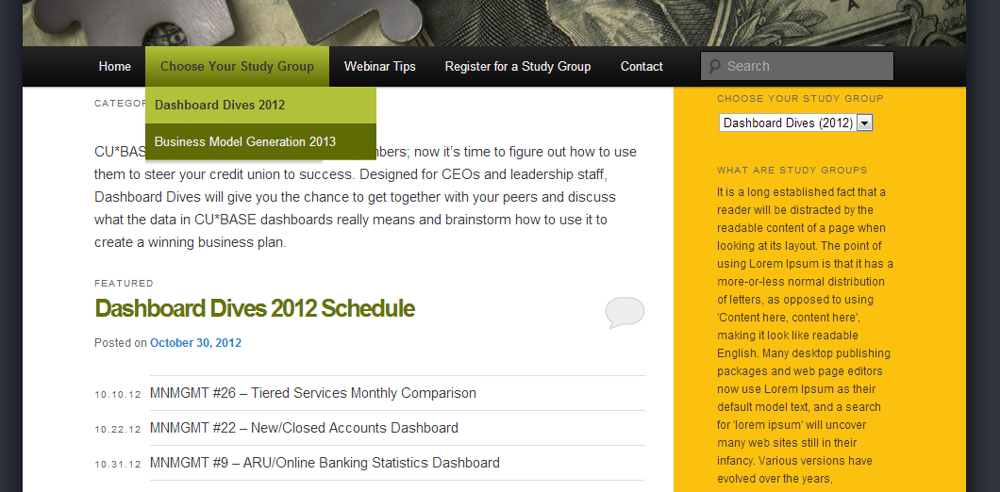 Home
Choose Your Study Group
Webinar Tips
Register for a Study Group
Contact
Search
Dashboard Dives 2012
Business Model Generation 2013
CU*BAS mbers; now it's time to figure out how to use
them to steer your credit union to success. Designed for CEOs and leadership staff,
Dashboard Dives will give you the chance to get together with your peers and discuss
what the data in CU*BASE dashboards really means and brainstorm how to use it to
create a winning business plan.
FEATURED
Dashboard Dives 2012 Schedule
Posted on October 30, 2012
10.10.12 MNMGMT #26 – Tiered Services Monthly Comparison
10.22.12 MNMGMT #22 – New/Closed Accounts Dashboard
10.31.12 MNMGMT #9 – ARU/Online Banking Statistics Dashboard
CHOOSE YOUR STUDY GROUP
Dashboard Dives (2012)
WHAT ARE STUDY GROUPS
It is a long established fact that a
reader will be distracted by the
readable content of a page when
looking at its layout. The point of
using Lorem Ipsum is that it has a
more-or-less normal distribution
of letters, as opposed to using
'Content here, content here',
making it look like readable
English. Many desktop publishing
packages and web page editors
now use Lorem Ipsum as their
default model text, and a search
for 'lorem ipsum' will uncover
many web sites still in their
infancy. Various versions have
evolved over the years,